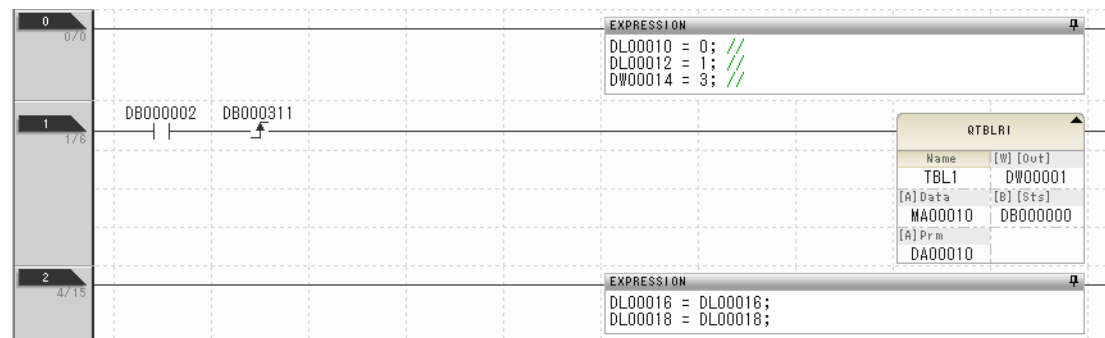 0
0/0
EXPRESSION
DL00010 = 0; //
DL00012 = 1; //
DW00014 = 3; //
1
1/6
DB000002 DB000311
QTBLRI
Name [W][Out]
TBL1 DW00001
[A]Data [B][Sts]
MA00010 DB000000
[A]Prm
DA00010
2
4/15
EXPRESSION
DL00016 = DL00016;
DL00018 = DL00018;